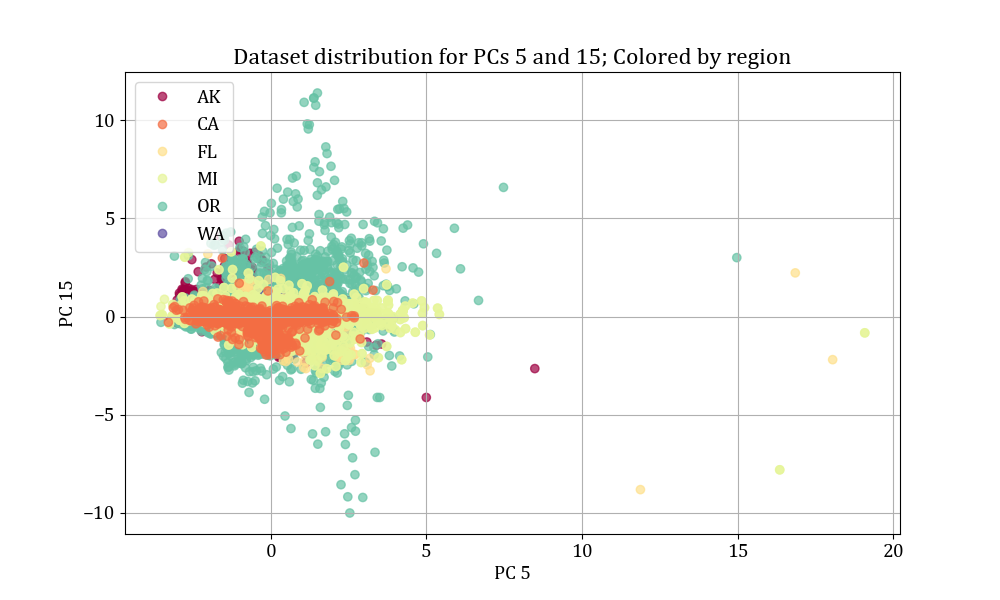 Dataset distribution for PCs 5 and 15; Colored by region
AK
CA
FL
MI
OR
WA
10
5
0
−5
−10
PC 15
0
5
10
15
20
PC 5